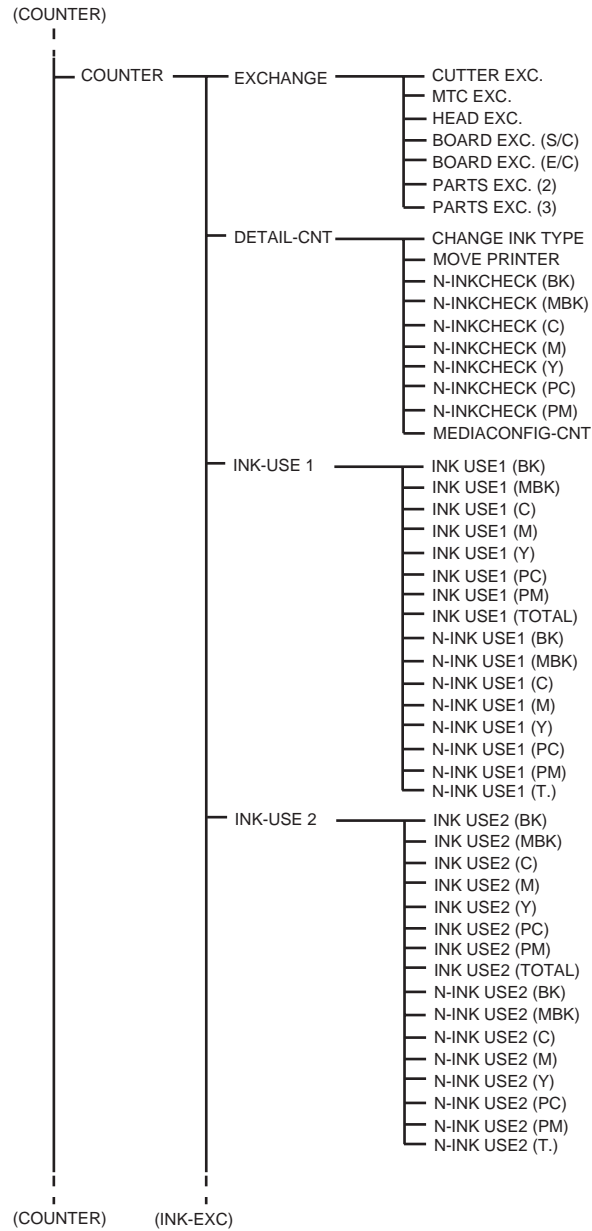 (COUNTER)
COUNTER EXCHANGE CUTTER EXC.
MTC EXC.
HEAD EXC.
BOARD EXC. (S/C)
BOARD EXC. (E/C)
PARTS EXC. (2)
PARTS EXC. (3)
DETAIL-CNT CHANGE INK TYPE
MOVE PRINTER
N-INKCHECK (BK)
N-INKCHECK (MBK)
N-INKCHECK (C)
N-INKCHECK (M)
N-INKCHECK (Y)
N-INKCHECK (PC)
N-INKCHECK (PM)
MEDIACONFIG-CNT
INK-USE 1 INK USE1 (BK)
INK USE1 (MBK)
INK USE1 (C)
INK USE1 (M)
INK USE1 (Y)
INK USE1 (PC)
INK USE1 (PM)
INK USE1 (TOTAL)
N-INK USE1 (BK)
N-INK USE1 (MBK)
N-INK USE1 (C)
N-INK USE1 (M)
N-INK USE1 (Y)
N-INK USE1 (PC)
N-INK USE1 (PM)
N-INK USE1 (T.)
INK-USE 2 INK USE2 (BK)
INK USE2 (MBK)
INK USE2 (C)
INK USE2 (M)
INK USE2 (Y)
INK USE2 (PC)
INK USE2 (PM)
INK USE2 (TOTAL)
N-INK USE2 (BK)
N-INK USE2 (MBK)
N-INK USE2 (C)
N-INK USE2 (M)
N-INK USE2 (Y)
N-INK USE2 (PC)
N-INK USE2 (PM)
N-INK USE2 (T.)
(COUNTER) (INK-EXC)